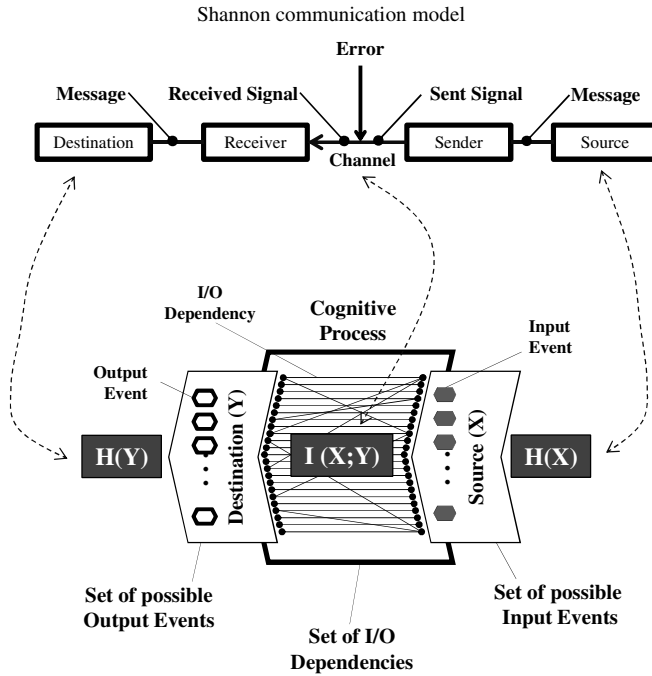 Shannon communication model
Error
Message
Received Signal
Sent Signal
Message
Destination
Receiver
Channel
Sender
Source
I/O
Dependency
Cognitive
Process
Input
Event
Output
Event
H(Y)
Destination (Y)
I (X;Y)
Source (X)
H(X)
Set of possible
Output Events
Set of I/O
Dependencies
Set of possible
Input Events